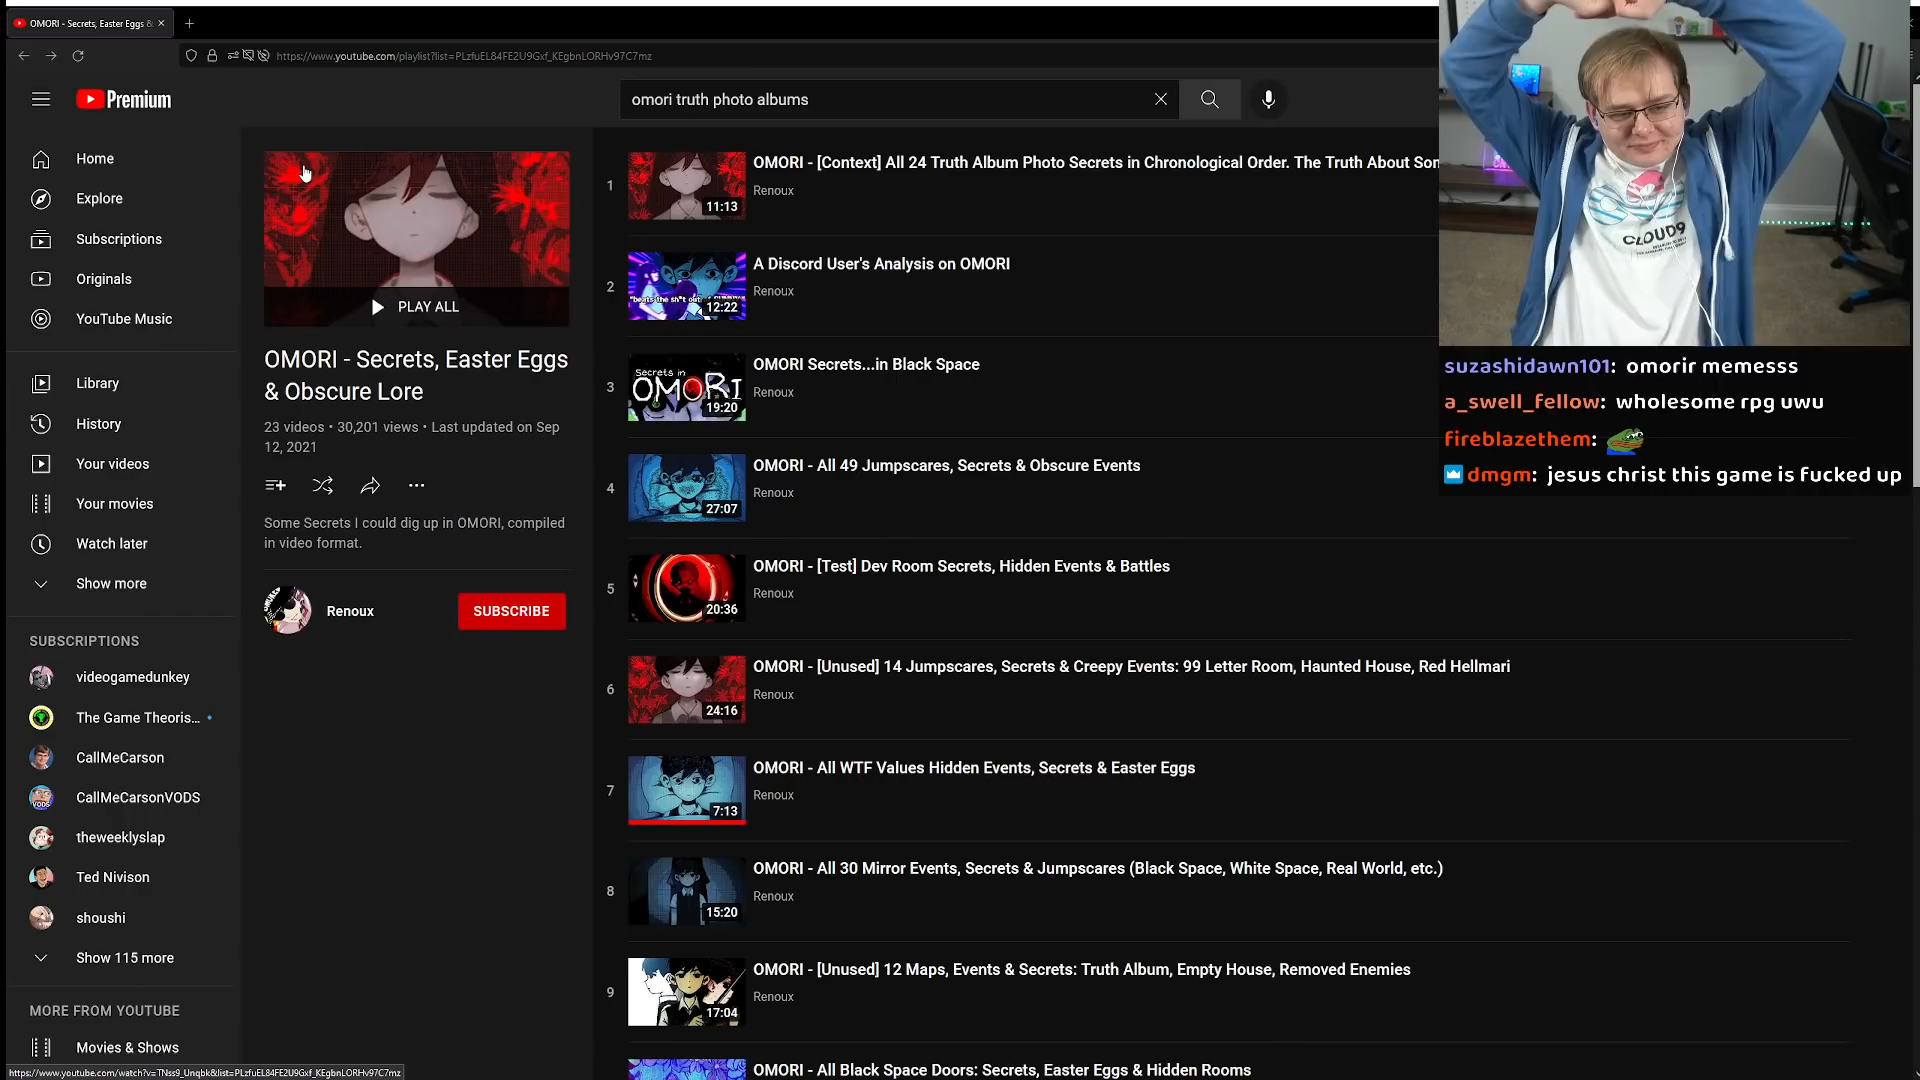 OMORI - Secrets, Easter Eggs &
https://www.youtube.com/playlist?list=PLzfuEL84FE2U9Gxf_KEgbnLORHv97C7mz
Premium
omori truth photo albums
Home
Explore
Subscriptions
Originals
YouTube Music
Library
History
Your videos
Your movies
Watch later
Show more
SUBSCRIPTIONS
videogamedunkey
The Game Theoris...
CallMeCarson
CallMeCarsonVODS
theweeklyslap
Ted Nivison
shoushi
Show 115 more
MORE FROM YOUTUBE
Movies & Shows
https://www.youtube.com/watch?v=TNss9_Unqbk&list=PLzfuEL84FE2U9Gxf_KEgbnLORHv97C7mz
PLAY ALL
OMORI - Secrets, Easter Eggs
& Obscure Lore
23 videos • 30,201 views • Last updated on Sep
12, 2021
Some Secrets I could dig up in OMORI, compiled
in video format.
Renoux
SUBSCRIBE
1
11:13
OMORI - [Context] All 24 Truth Album Photo Secrets in Chronological Order. The Truth About
Renoux
2
12:22
A Discord User's Analysis on OMORI
Renoux
3
Secrets in
OMORI
19:20
OMORI Secrets...in Black Space
Renoux
4
27:07
OMORI - All 49 Jumpscares, Secrets & Obscure Events
Renoux
5
20:36
OMORI - [Test] Dev Room Secrets, Hidden Events & Battles
Renoux
6
24:16
OMORI - [Unused] 14 Jumpscares, Secrets & Creepy Events: 99 Letter Room, Haunted House, Red Hellmari
Renoux
7
7:13
OMORI - All WTF Values Hidden Events, Secrets & Easter Eggs
Renoux
8
15:20
OMORI - All 30 Mirror Events, Secrets & Jumpscares (Black Space, White Space, Real World, etc.)
Renoux
9
17:04
OMORI - [Unused] 12 Maps, Events & Secrets: Truth Album, Empty House, Removed Enemies
Renoux
OMORI - All Black Space Doors: Secrets, Easter Eggs & Hidden Rooms
CLOUD9
suzashidawn101: omorir memesss
a_swell_fellow: wholesome rpg uwu
fireblazethem:
dmgm: jesus christ this game is fucked up